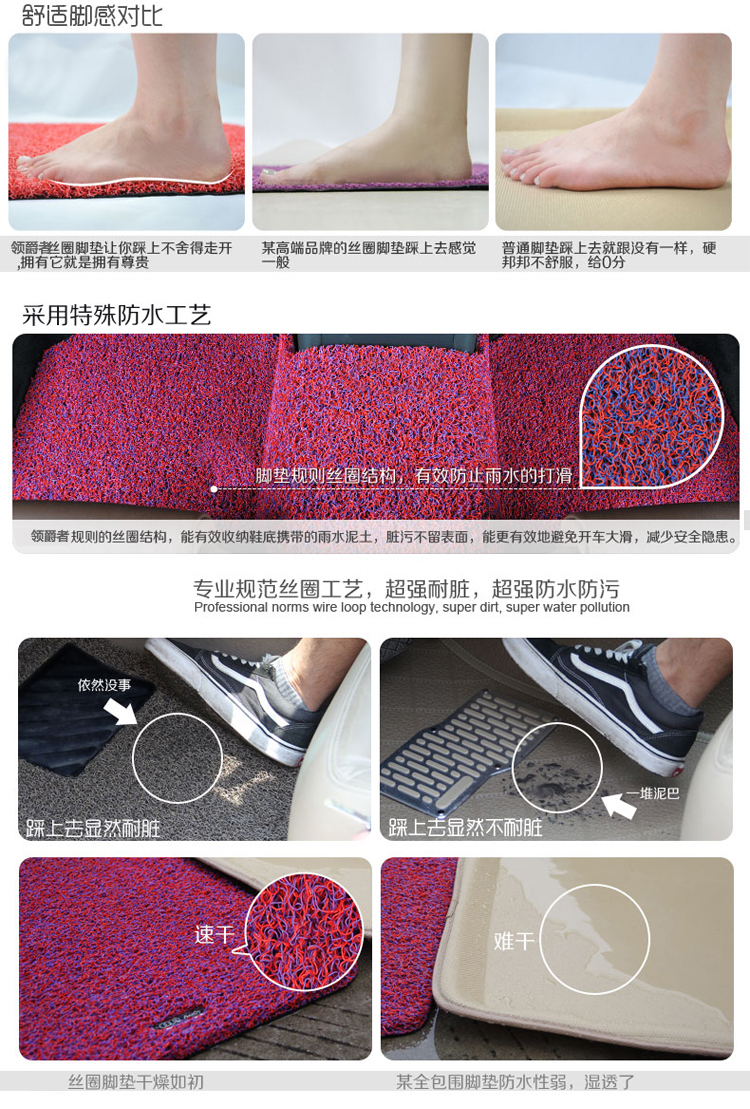 舒适脚感对比
领爵者丝圈脚垫让你踩上不舍得走开
,拥有它就是拥有尊贵
某高端品牌的丝圈脚垫踩上去感觉
一般
普通脚垫踩上去就跟没有一样，硬
邦邦不舒服，给0分
采用特殊防水工艺
脚垫规则丝圈结构，有效防止雨水的打滑
领爵者规则的丝圈结构，能有效收纳鞋底携带的雨水泥土，脏污不留表面，能更有效地避免开车大滑，减少安全隐患。
专业规范丝圈工艺，超强耐脏，超强防水防污
Professional norms wire loop technology, super dirt, super water pollution
依然没事
踩上去显然耐脏
一堆泥巴
踩上去显然不耐脏
速干
难干
丝圈脚垫干燥如初
某全包围脚垫防水性弱，湿透了